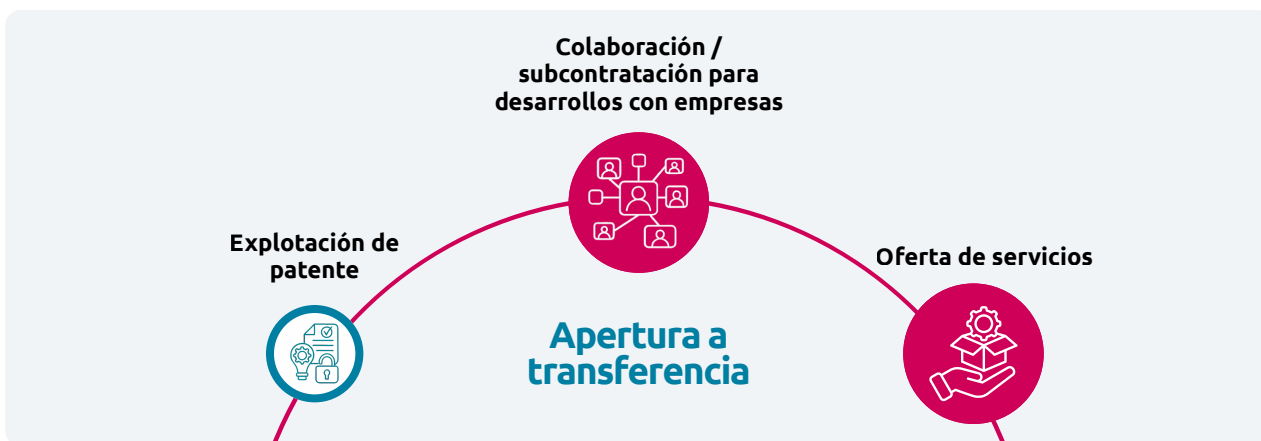 Colaboración /
subcontratación para
desarrollos con empresas
Explotación de
patente
Oferta de servicios
Apertura a
transferencia